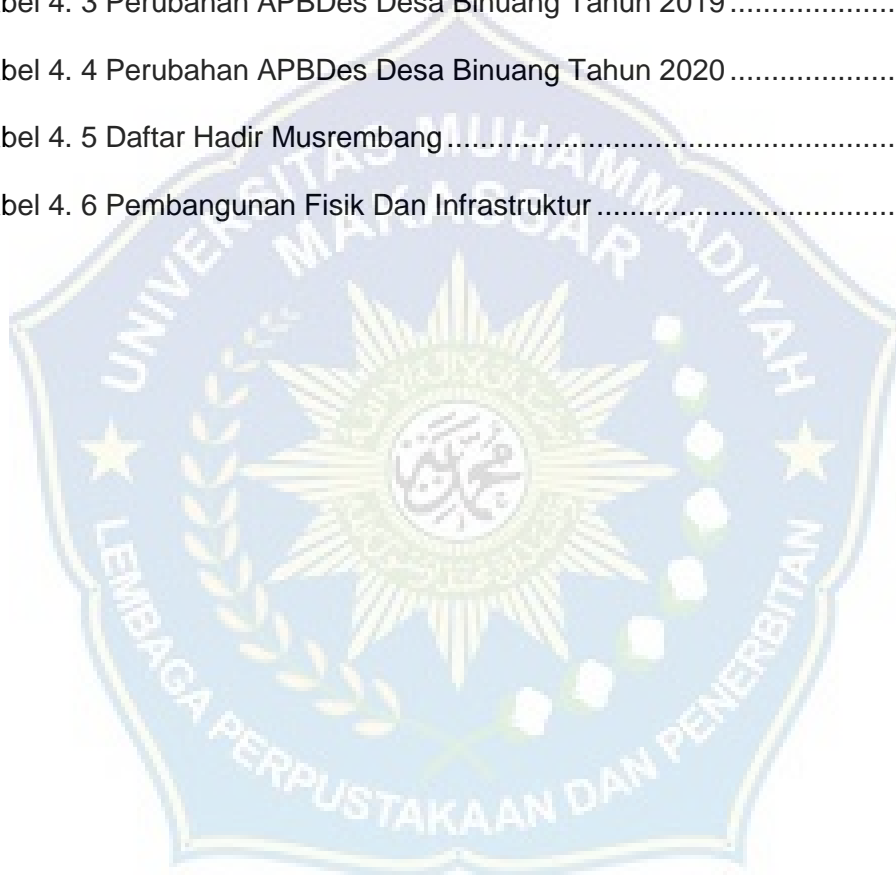 bel 4. 3 Perubahan APBDes Desa Binuang Tahun 2019
bel 4. 4 Perubahan APBDes Desa Binuang Tahun 2020
bel 4. 5 Daftar Hadir Musrembang
bel 4. 6 Pembangunan Fisik Dan Infrastruktur
UNIVERSITAS MUHAMMADIYAH
MAKASSAR
LEMBAGA PERPUSTAKAAN DAN PENERBITAN